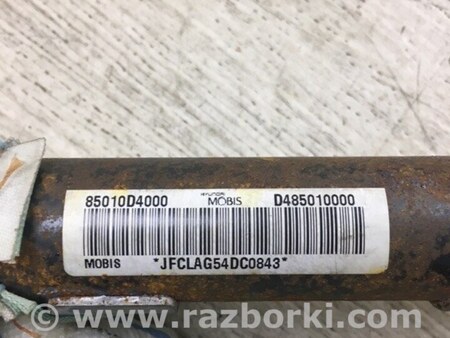 85010D4000 HYUNDAI MOBIS D485010000
MOBIS *JFCLAG54DC0843*
www.razborki.com